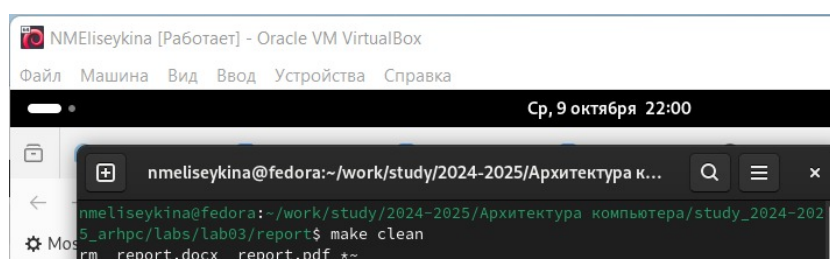 NMEliseykina [Работает] - Oracle VM VirtualBox
Файл Машина Вид Ввод Устройства Справка
Ср, 9 октября 22:00
nmeliseykina@fedora:~/work/study/2024-2025/Архитектура к...
nmeliseykina@fedora:~/work/study/2024-2025/Архитектура компьютера/study_2024-202
5_arhpc/labs/lab03/report$ make clean
Mos
rm report.docx report.pdf *~